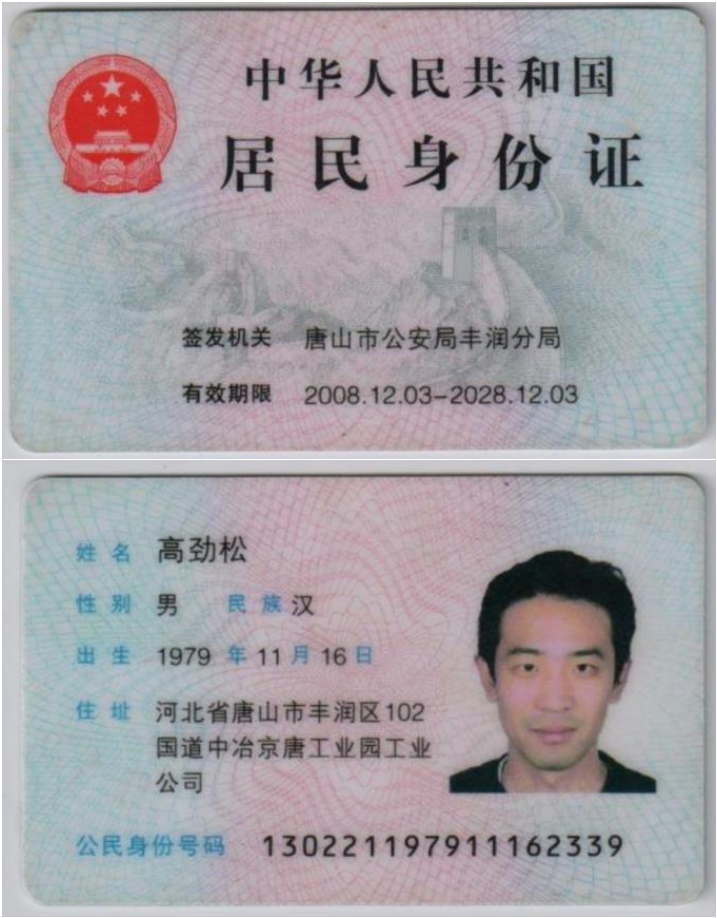 中华人民共和国
居民身份证
签发机关 唐山市公安局丰润分局
有效期限 2008.12.03-2028.12.03
姓名 高劲松
性别 男 民族 汉
出生 1979 年 11 月 16 日
住址 河北省唐山市丰润区102
国道中冶京唐工业园工业
公司
公民身份号码 130221197911162339